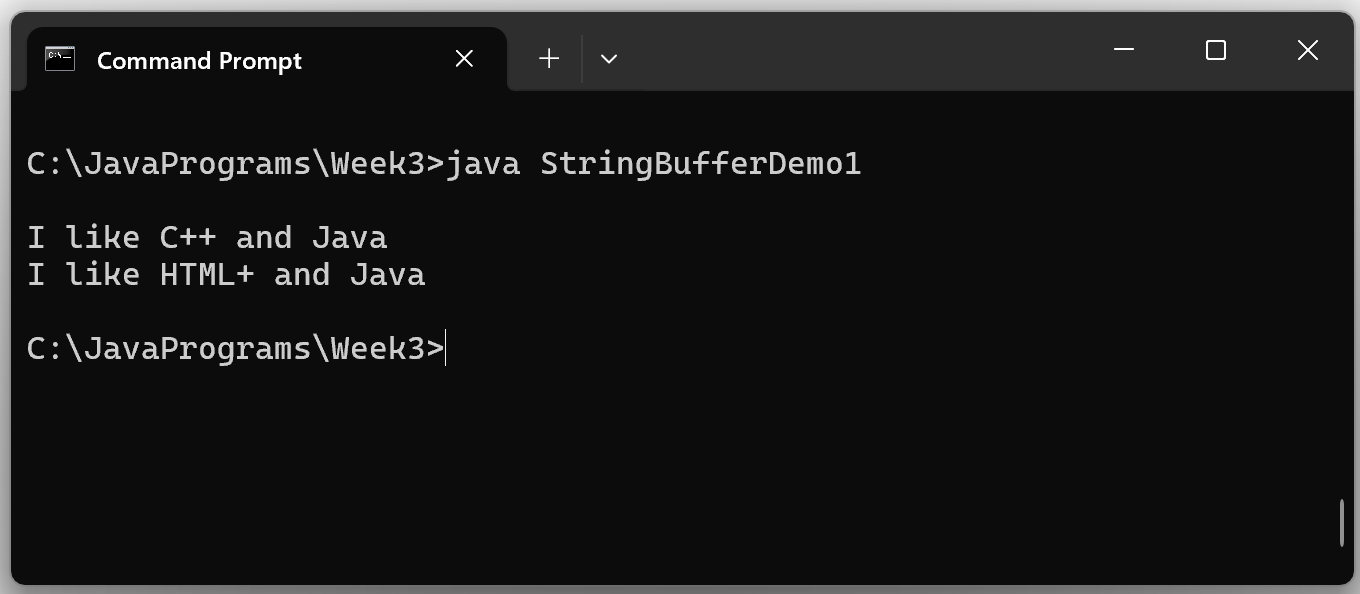 Command Prompt
C:\JavaPrograms\Week3>java StringBufferDemo1
I like C++ and Java
I like HTML+ and Java
C:\JavaPrograms\Week3>